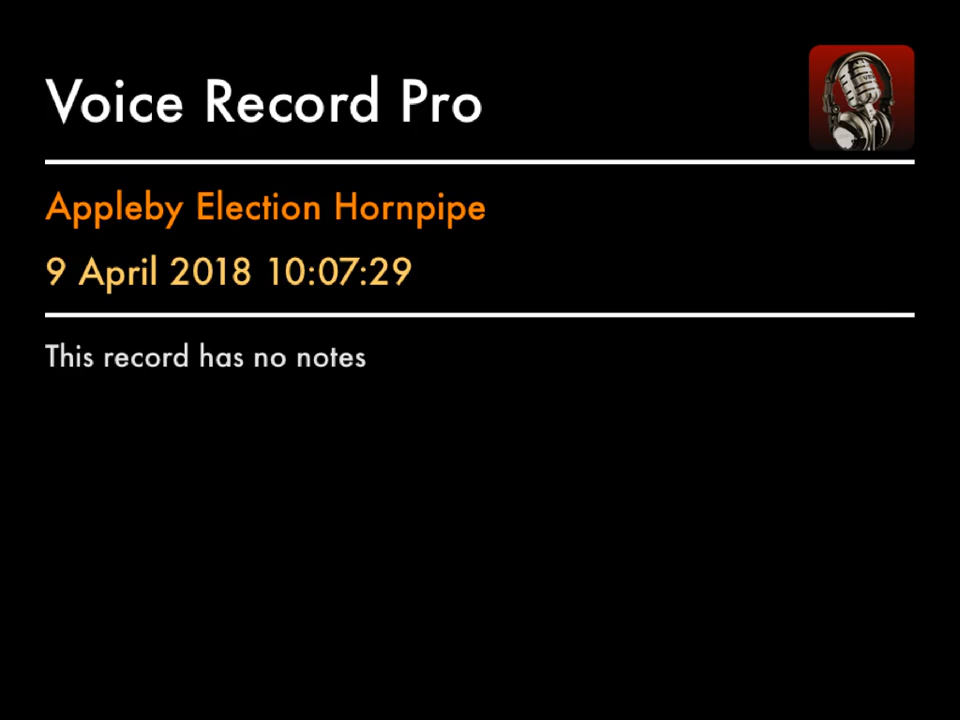 Voice Record Pro
Appleby Election Hornpipe
9 April 2018 10:07:29
This record has no notes